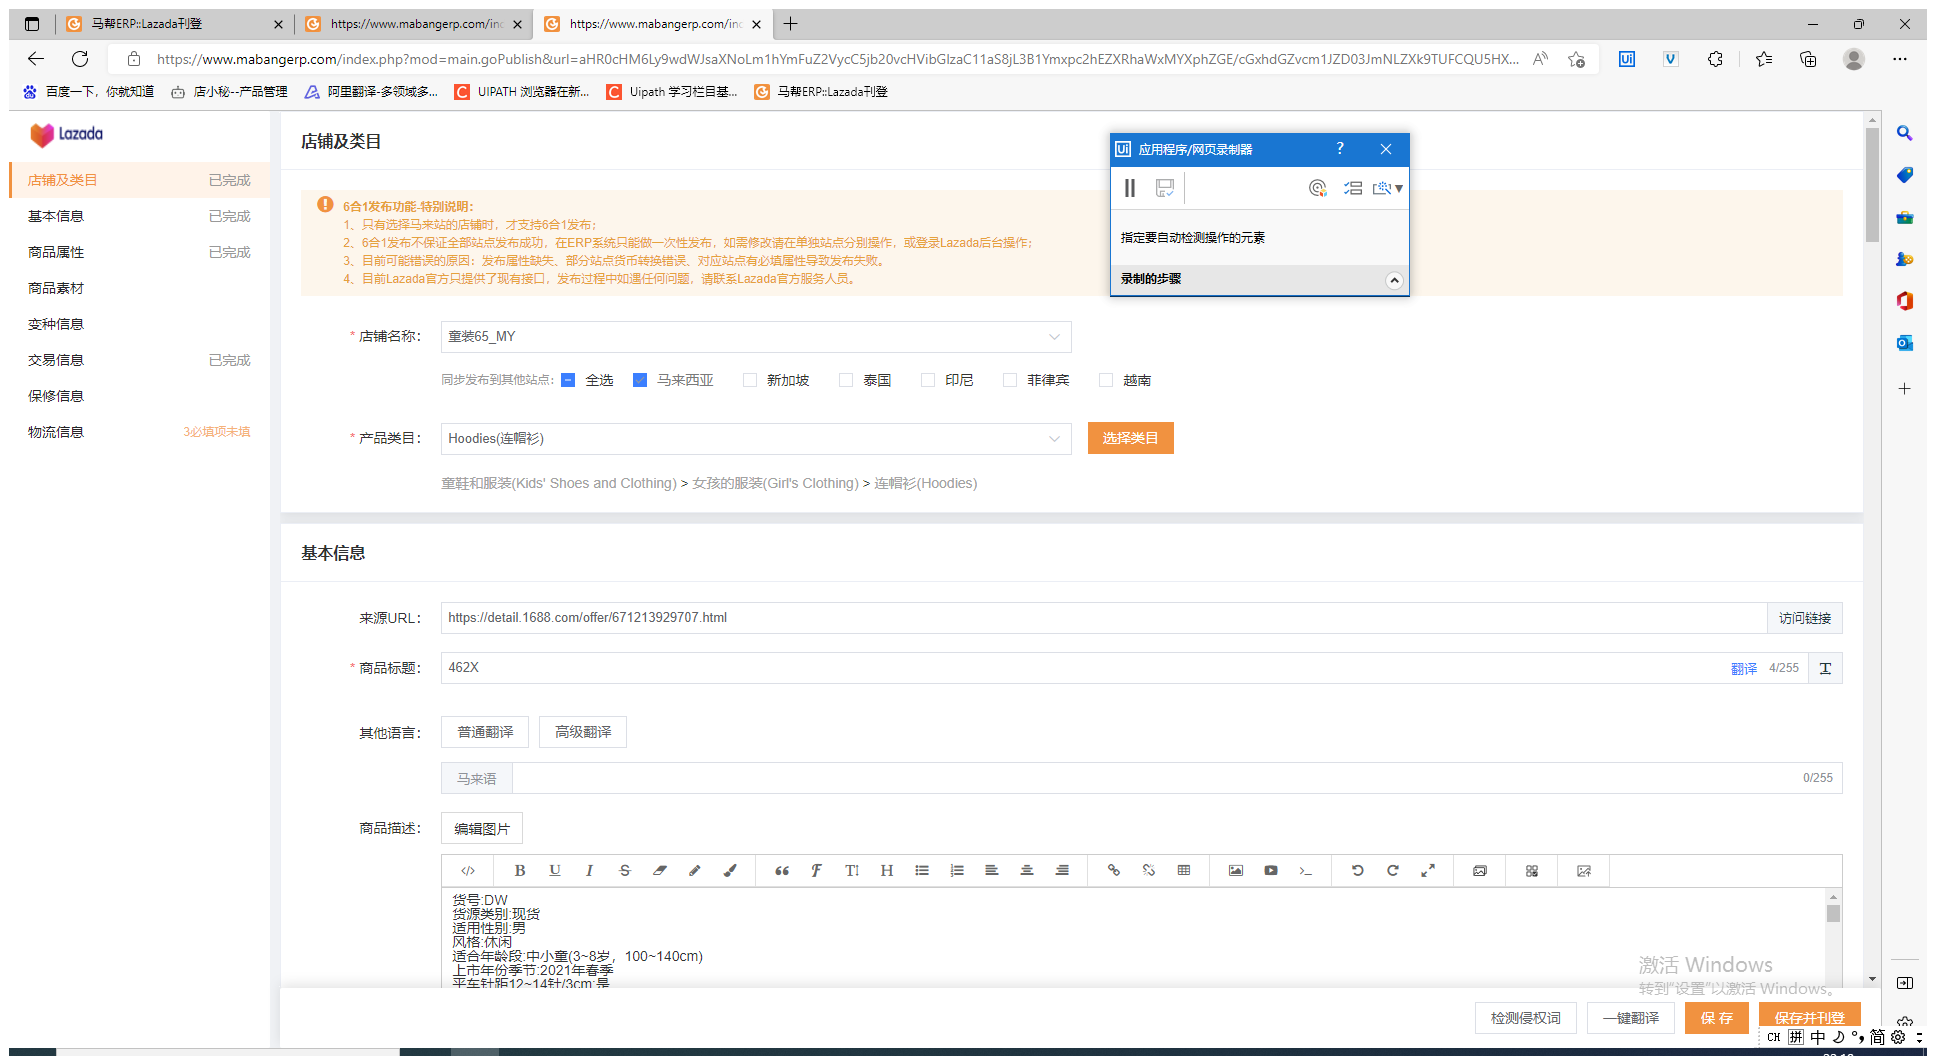 马帮ERP::Lazada刊登
https://www.mabangerp.com/inc
https://www.mabangerp.com/inc
https://www.mabangerp.com/index.php?mod=main.goPublish&url=
百度一下，你就知道
店小秘--产品管理
阿里翻译-多领域多...
UIPATH 浏览器在新...
Uipath 学习栏目基...
马帮ERP::Lazada刊登
Lazada
店铺及类目 已完成
基本信息 已完成
商品属性 已完成
商品素材
变种信息
交易信息 已完成
保修信息
物流信息 3必填项未填
店铺及类目
6合1发布功能-特别说明：
1、只有选择马来站的店铺时，才支持6合1发布；
2、6合1发布不保证全部站点发布成功，在ERP系统只能做一次性发布，如需修改请在单独站点分别操作，或登录Lazada后台操作；
3、目前可能错误的原因：发布属性缺失、部分站点货币转换错误、对应站点有必填属性导致发布失败。
4、目前Lazada官方只提供了现有接口，发布过程中如遇任何问题，请联系Lazada官方服务人员。
Ui 应用程序/网页录制器 ?
指定要自动检测操作的元素
录制的步骤
* 店铺名称： 童装65_MY
同步发布到其他站点： 全选 马来西亚 新加坡 泰国 印尼 菲律宾 越南
* 产品类目： Hoodies(连帽衫) 选择类目
童鞋和服装(Kids' Shoes and Clothing) > 女孩的服装(Girl's Clothing) > 连帽衫(Hoodies)
基本信息
来源URL： https://detail.1688.com/offer/671213929707.html 访问链接
* 商品标题： 462X 翻译 4/255
其他语言： 普通翻译 高级翻译
马来语 0/255
商品描述： 编辑图片
货号:DW
货源类别:现货
适用性别:男
风格:休闲
适合年龄段:中小童(3~8岁，100~140cm)
上市年份季节:2021年春季
平车针距12~14针/3cm:是
激活 Windows
转到"设置"以激活 Windows。
检测侵权词 一键翻译 保 存 保存并刊登
CH 拼 中 简